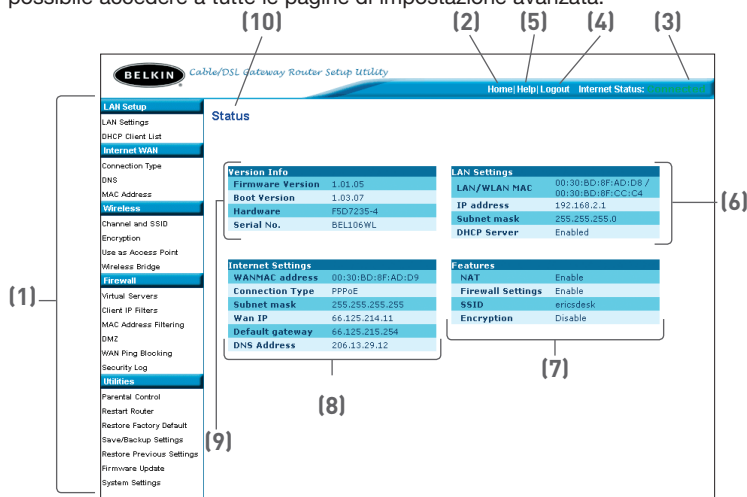 possibile accedere a tutte le pagine di impostazione avanzata.
(10) (2) (5) (4) (3)
BELKIN Cable/DSL Gateway Router Setup Utility
Home|Help|Logout Internet Status:
LAN Setup
LAN Settings
DHCP Client List
Internet WAN
Connection Type
DNS
MAC Address
Wireless
Channel and SSID
Encryption
Use as Access Point
Wireless Bridge
Firewall
Virtual Servers
Client IP Filters
MAC Address Filtering
DMZ
WAN Ping Blocking
Security Log
Utilities
Parental Control
Restart Router
Restore Factory Default
Save/Backup Settings
Restore Previous Settings
Firmware Update
System Settings
(1)
Status
Version Info
Firmware Version 1.01.05
Boot Version 1.03.07
Hardware F5D7235-4
Serial No. BEL106WL
(9)
LAN Settings
LAN/WLAN MAC 00:30:BD:8F:AD:D8 /
00:30:BD:8F:CC:C4
IP address 192.168.2.1
Subnet mask 255.255.255.0
DHCP Server Enabled
(6)
Internet Settings
WANMAC address 00:30:BD:8F:AD:D9
Connection Type PPPoE
Subnet mask 255.255.255.255
Wan IP 66.125.214.11
Default gateway 66.125.215.254
DNS Address 206.13.29.12
(8)
Features
NAT Enable
Firewall Settings Enable
SSID ericsdesk
Encryption Disable
(7)